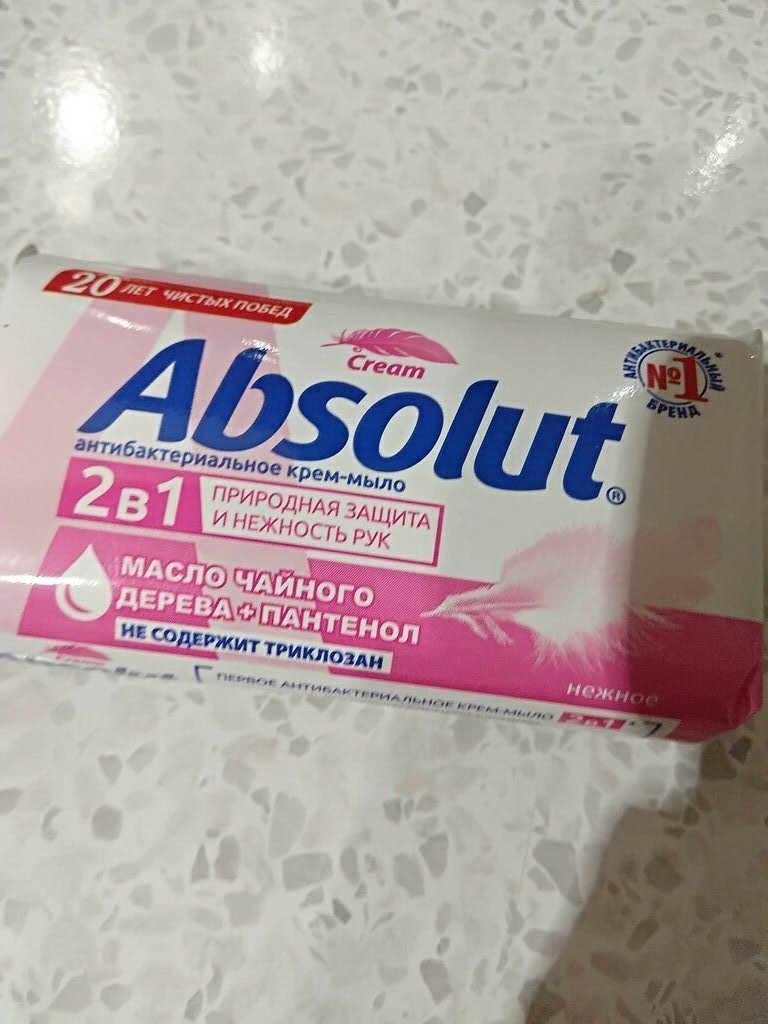 20 ЛЕТ ЧИСТЫХ ПОБЕД
Cream
Absolut®
антибактериальное крем-мыло
АНТИБАКТЕРИАЛЬНЫЙ*
№1
БРЕНД
2в1
ПРИРОДНАЯ ЗАЩИТА
И НЕЖНОСТЬ РУК
МАСЛО ЧАЙНОГО
ДЕРЕВА + ПАНТЕНОЛ
НЕ СОДЕРЖИТ ТРИКЛОЗАН
нежное
ПЕРВОЕ АНТИБАКТЕРИАЛЬНОЕ КРЕМ-МЫЛО 2в1*